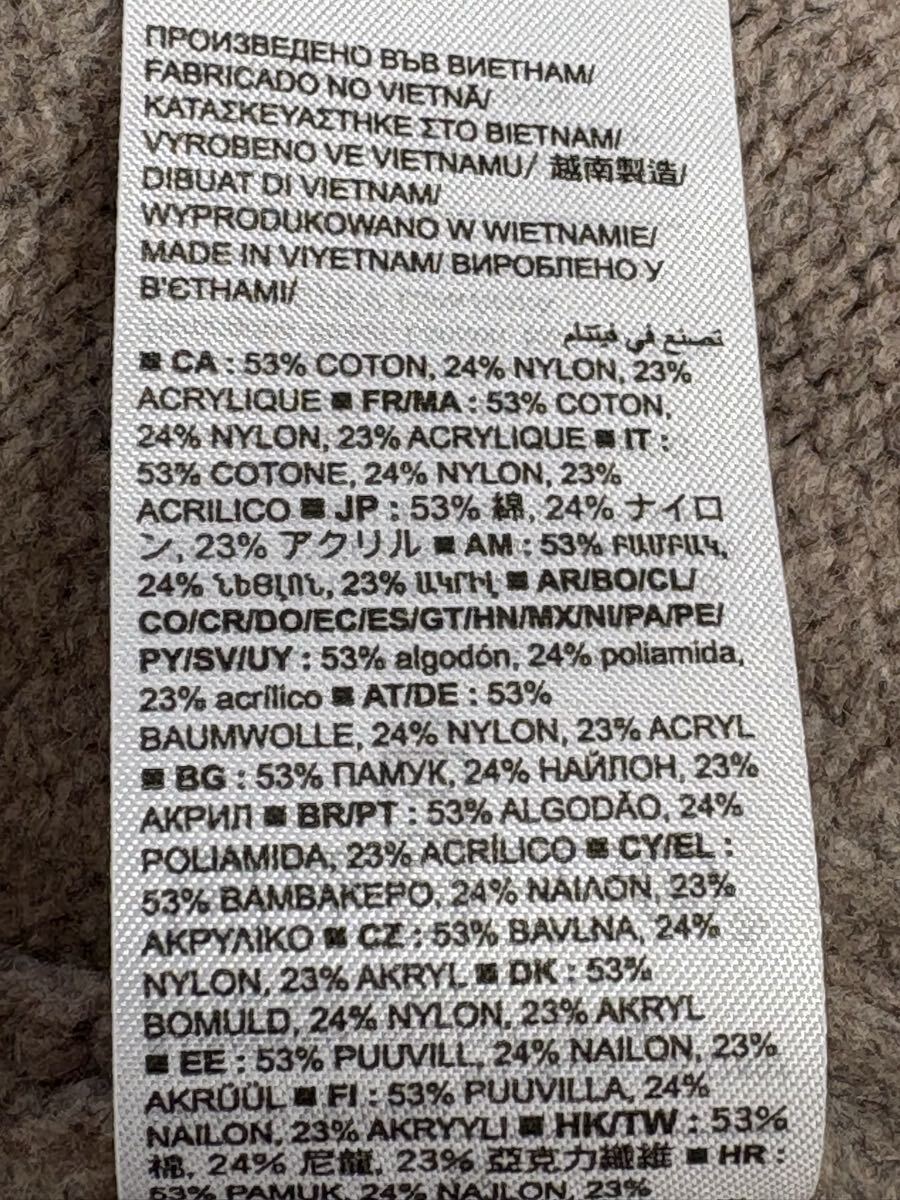 ПРОИЗВЕДЕНО ВЪВ ВИЕТНАМ/
FABRICADO NO VIETNÃ/
ΚΑΤΑΣΚΕΥΑΣΤΗΚΕ ΣΤΟ ΒΙΕΤΝΑΜ/
VYROBENO VE VIETNAMU/ 越南製造/
DIBUAT DI VIETNAM/
WYPRODUKOWANO W WIETNAMIE/
MADE IN VIYETNAM/ ВИРОБЛЕНО У
В'ЄТНАМІ/
تصنع في فيتنام
■ CA : 53% COTON, 24% NYLON, 23%
ACRYLIQUE ■ FR/MA : 53% COTON,
24% NYLON, 23% ACRYLIQUE ■ IT :
53% COTONE, 24% NYLON, 23%
ACRILICO ■ JP : 53% 綿, 24% ナイロ
ン, 23% アクリル ■ AM : 53% ԲԱՄԲԱԿ,
24% ՆԵՅԼՈՆ, 23% ԱԿՐԻԼ ■ AR/BO/CL/
CO/CR/DO/EC/ES/GT/HN/MX/NI/PA/PE/
PY/SV/UY : 53% algodón, 24% poliamida,
23% acrílico ■ AT/DE : 53%
BAUMWOLLE, 24% NYLON, 23% ACRYL
■ BG : 53% ПАМУК, 24% НАЙЛОН, 23%
АКРИЛ ■ BR/PT : 53% ALGODÃO, 24%
POLIAMIDA, 23% ACRÍLICO ■ CY/EL :
53% ΒΑΜΒΑΚΕΡΟ, 24% ΝΑΙΛΟΝ, 23%
ΑΚΡΥΛΙΚΟ ■ CZ : 53% BAVLNA, 24%
NYLON, 23% AKRYL ■ DK : 53%
BOMULD, 24% NYLON, 23% AKRYL
■ EE : 53% PUUVILL, 24% NAILON, 23%
AKRÜÜL ■ FI : 53% PUUVILLA, 24%
NAILON, 23% AKRYYLI ■ HK/TW : 53%
棉, 24% 尼龍, 23% 亞克力纖維 ■ HR :
53% PAMUK, 24% NAJLON, 23%